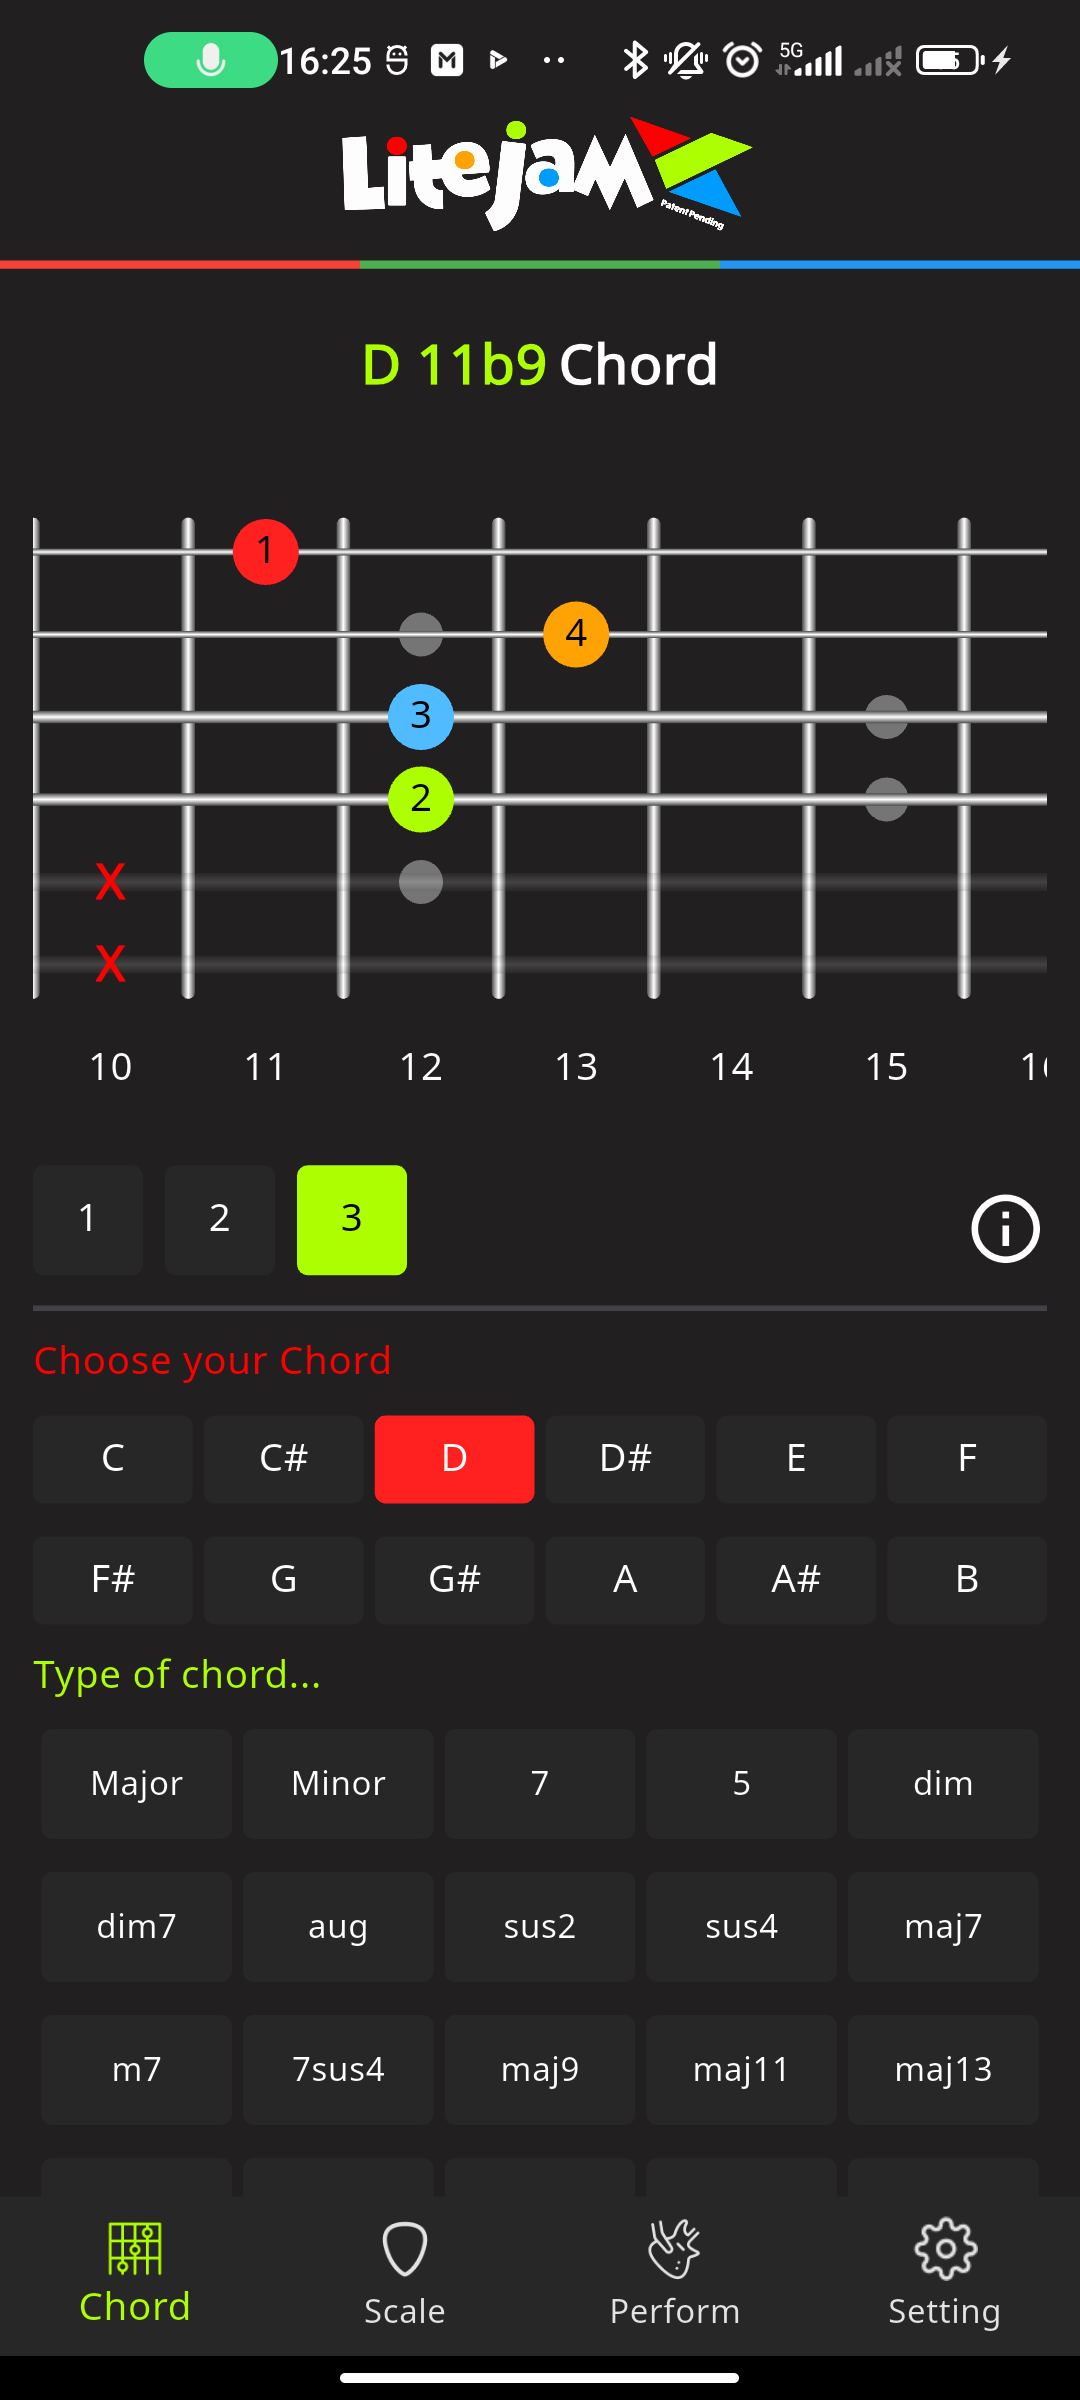 16:25
5G
Litejam
Patent Pending
D 11b9 Chord
1
4
3
2
X
X
10 11 12 13 14 15
1 2 3
Choose your Chord
C C# D D# E F
F# G G# A A# B
Type of chord...
Major Minor 7 5 dim
dim7 aug sus2 sus4 maj7
m7 7sus4 maj9 maj11 maj13
Chord Scale Perform Setting